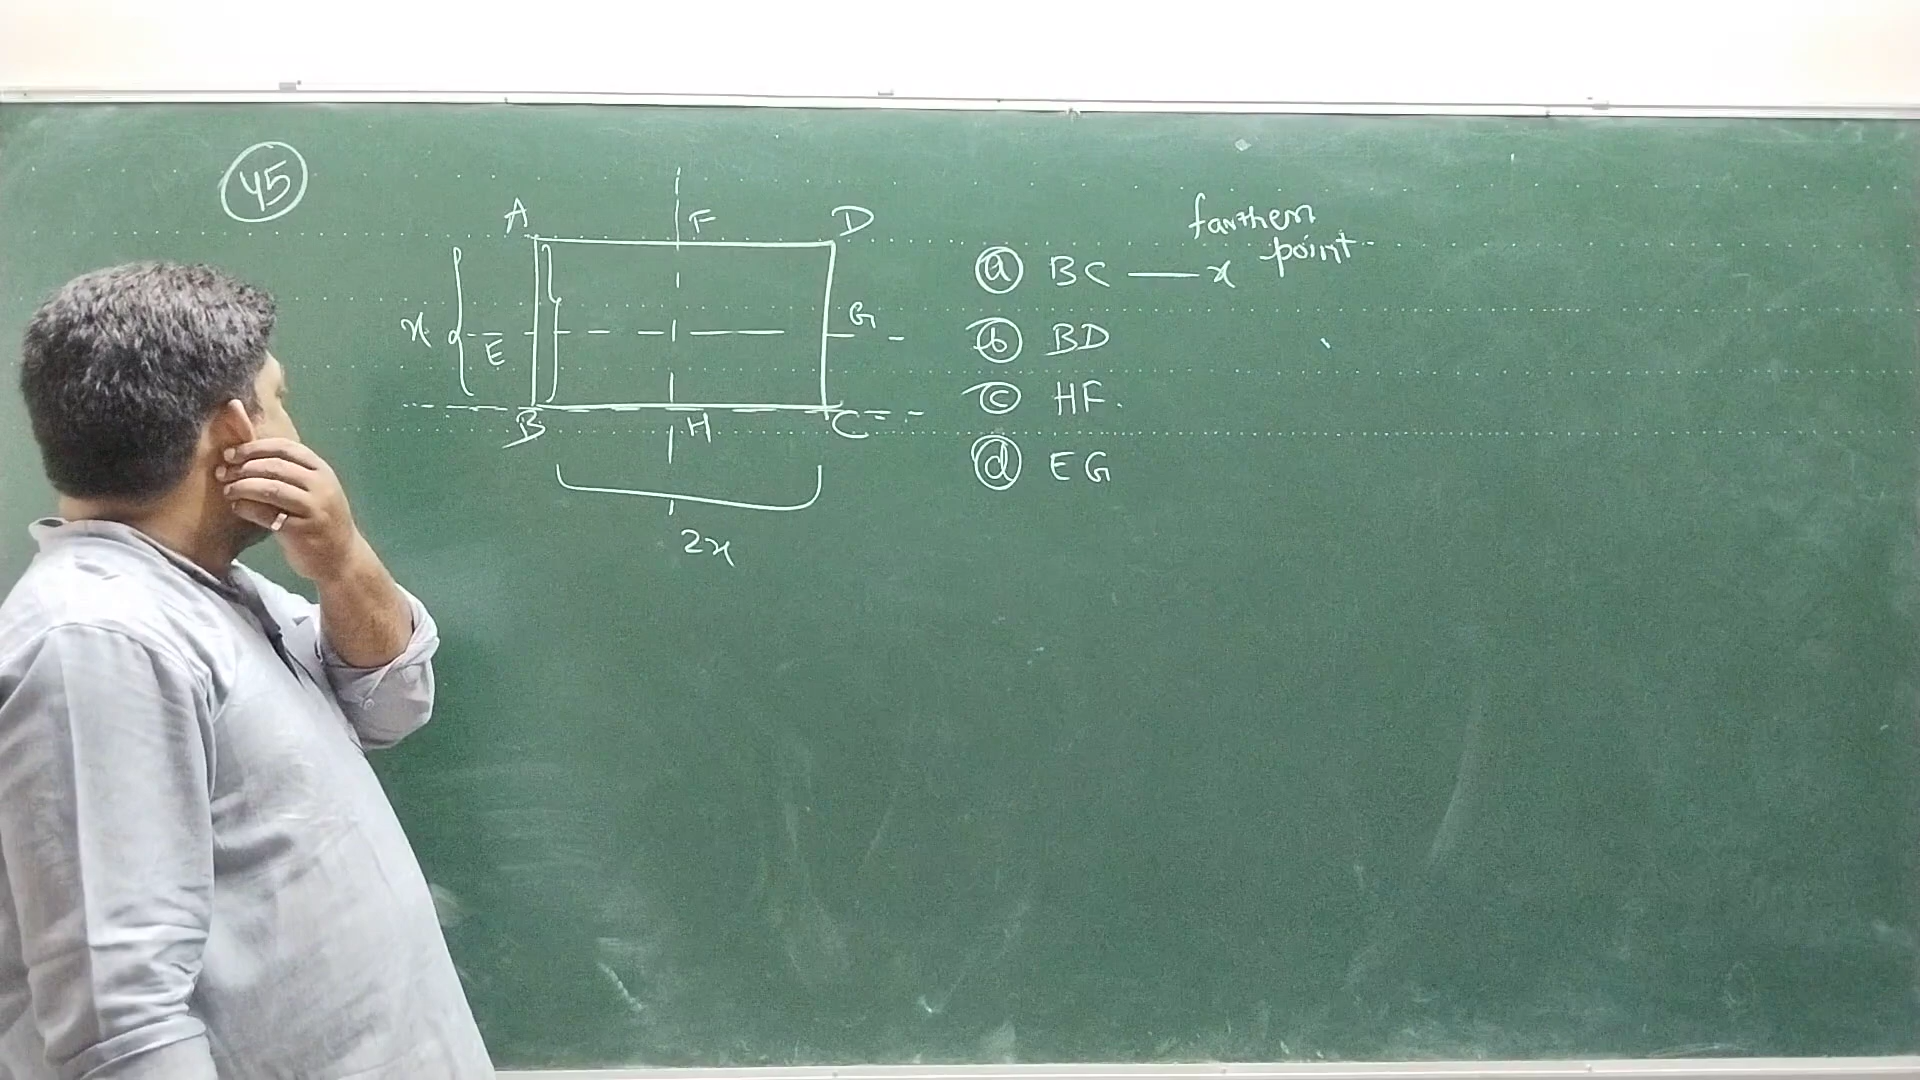 45
A F D
x E G
B H C
2x
farthem
point
(a) BC — x
(b) BD
(c) HF.
(d) EG